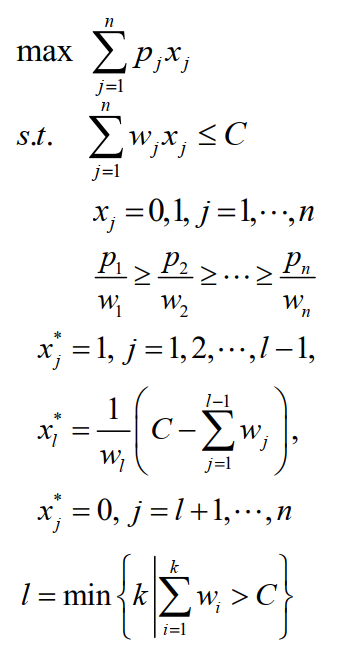 max ∑_{j=1}^{n} p_j x_j
s.t. ∑_{j=1}^{n} w_j x_j ≤ C
x_j = 0,1, j = 1,⋯,n
p_1/w_1 ≥ p_2/w_2 ≥ ⋯ ≥ p_n/w_n
x_j^* = 1, j = 1,2,⋯,l−1,
x_l^* = 1/w_l (C − ∑_{j=1}^{l−1} w_j),
x_j^* = 0, j = l+1,⋯,n
l = min{k | ∑_{i=1}^{k} w_i > C}